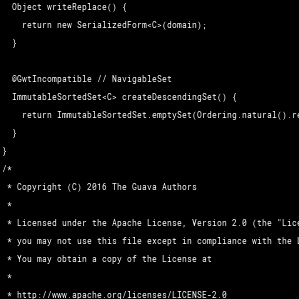 Object writeReplace() {
return new SerializedForm<C>(domain);
}
@GwtIncompatible // NavigableSet
ImmutableSortedSet<C> createDescendingSet() {
return ImmutableSortedSet.emptySet(Ordering.natural().re
}
}
/*
* Copyright (C) 2016 The Guava Authors
*
* Licensed under the Apache License, Version 2.0 (the "Lice
* you may not use this file except in compliance with the L
* You may obtain a copy of the License at
*
* http://www.apache.org/licenses/LICENSE-2.0